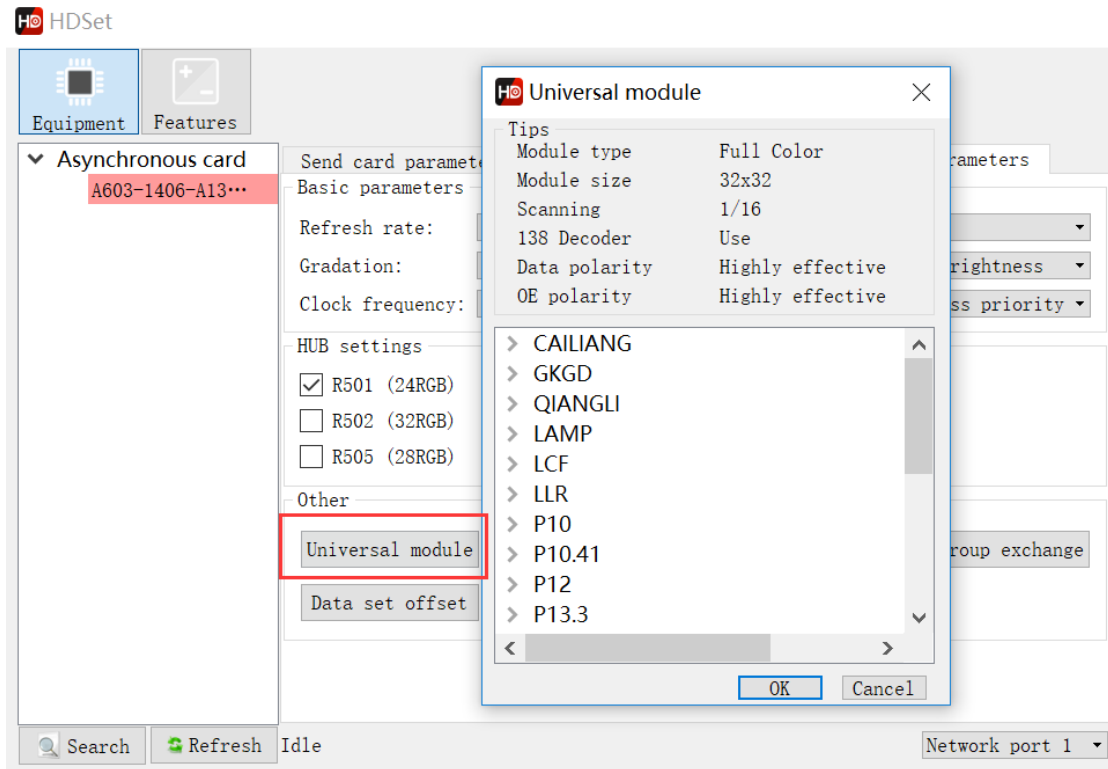 HD HDSet
Equipment
Features
Asynchronous card
A603-1406-A13···
Send card paramet
rameters
Basic parameters
Refresh rate:
Gradation:
rightness
Clock frequency:
ss priority
HUB settings
R501 (24RGB)
R502 (32RGB)
R505 (28RGB)
Other
Universal module
roup exchange
Data set offset
HD Universal module
Tips
Module type Full Color
Module size 32x32
Scanning 1/16
138 Decoder Use
Data polarity Highly effective
OE polarity Highly effective
CAILIANG
GKGD
QIANGLI
LAMP
LCF
LLR
P10
P10.41
P12
P13.3
OK Cancel
Search Refresh Idle Network port 1